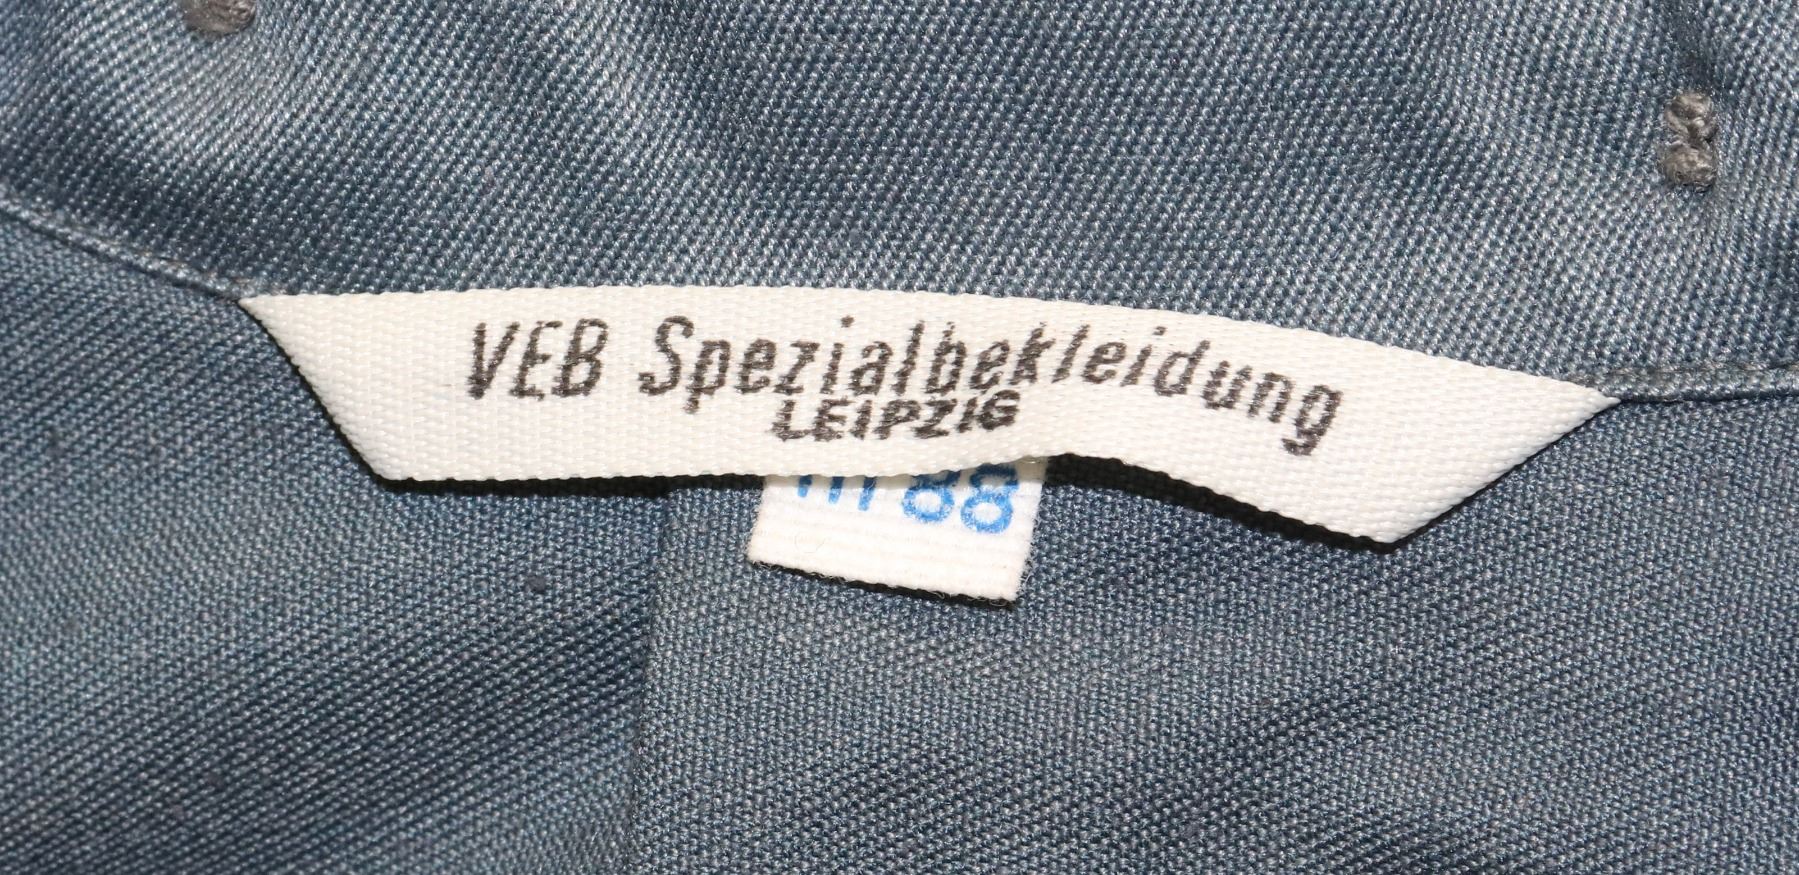 VEB Spezialbekleidung
LEIPZIG
m 88